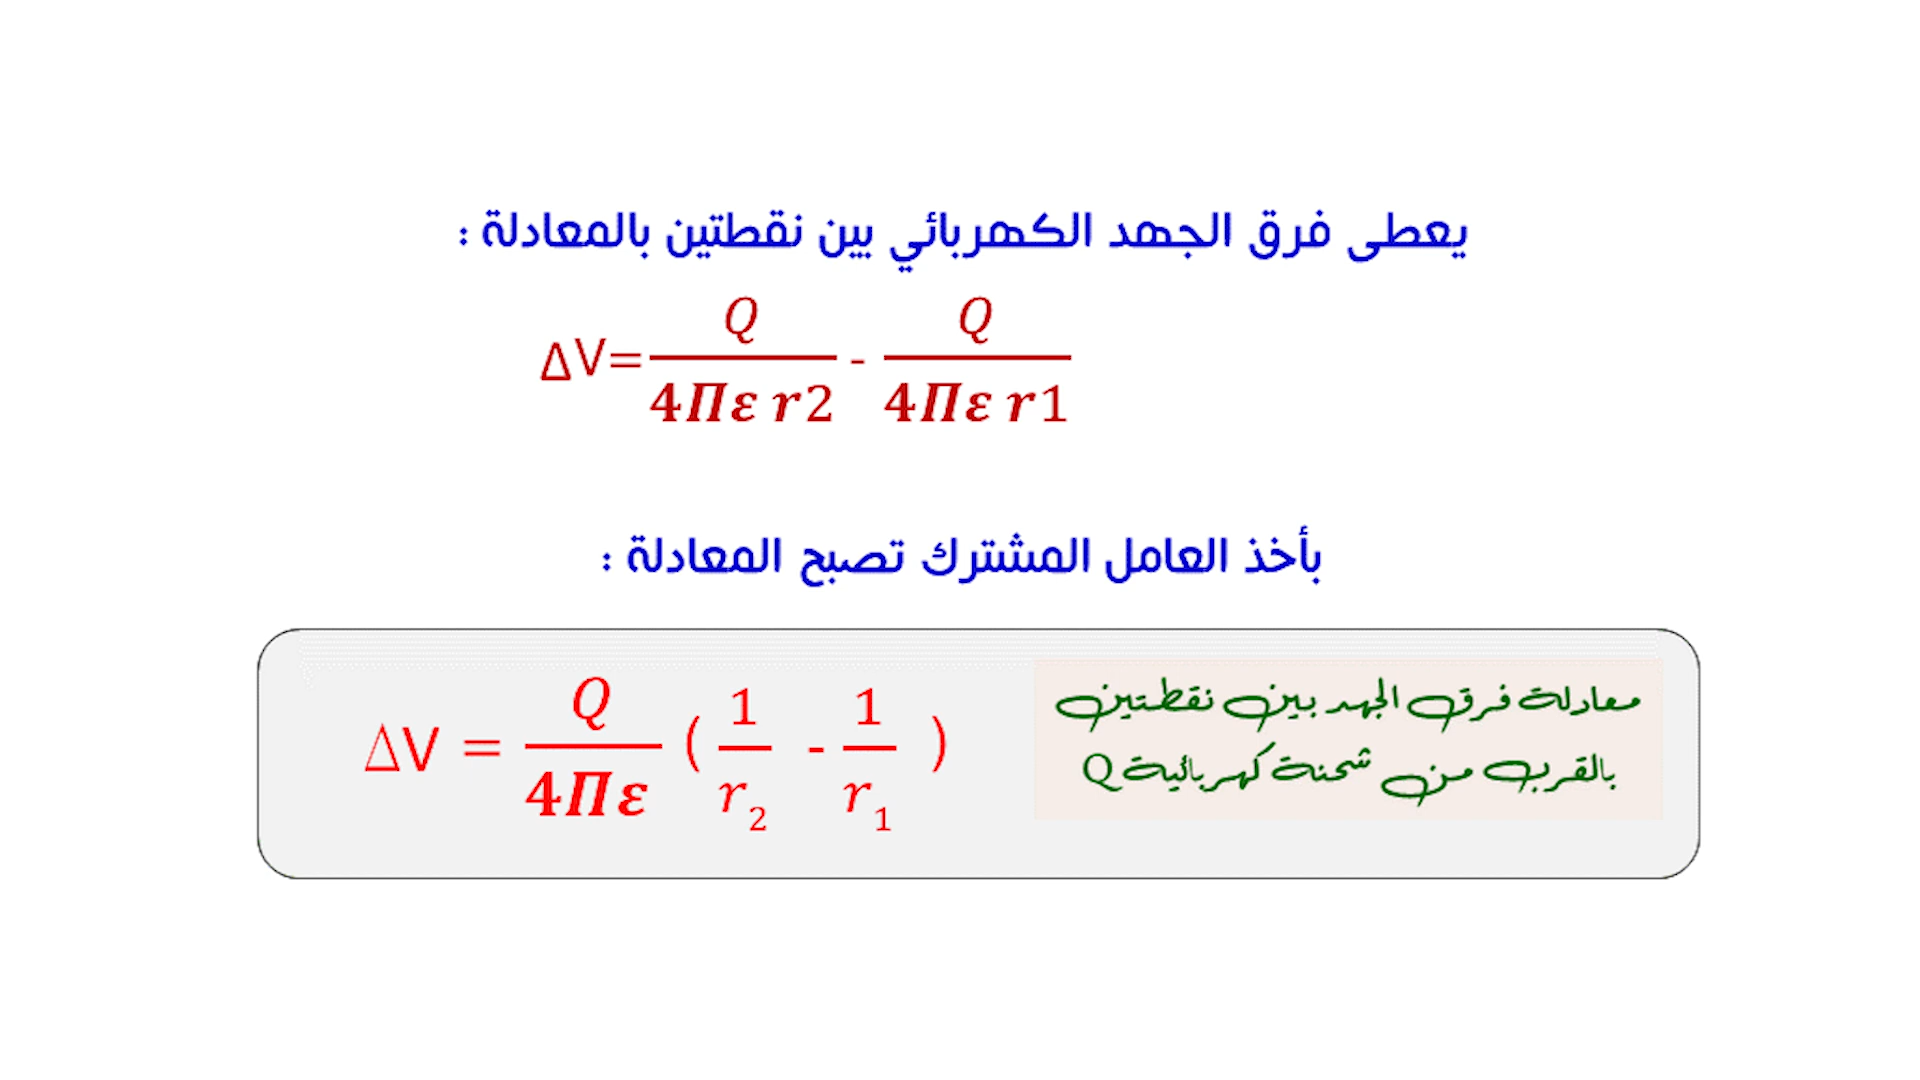 يعطى فرق الجهد الكهربائي بين نقطتين بالمعادلة :
ΔV= Q/4Πε r2 - Q/4Πε r1
بأخذ العامل المشترك تصبح المعادلة :
ΔV = Q/4Πε ( 1/r₂ - 1/r₁ )
معادلة فرق الجهد بين نقطتين
بالقرب من شحنة كهربائية Q